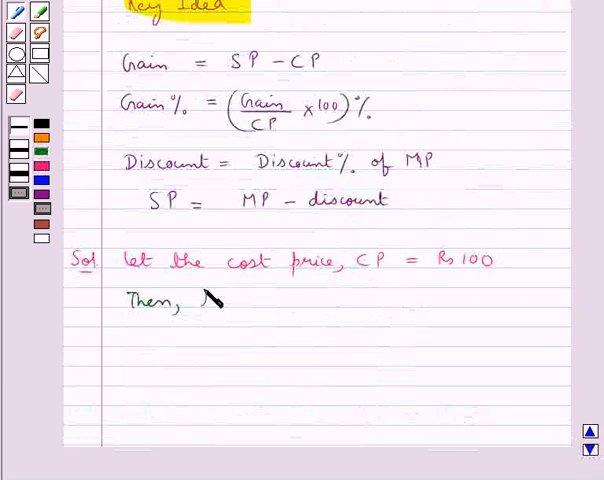 Key Idea
Gain = SP - CP
Gain% = (Gain/CP × 100)%
Discount = Discount% of MP
SP = MP - discount
Sol. let the cost price, CP = Rs 100
Then,